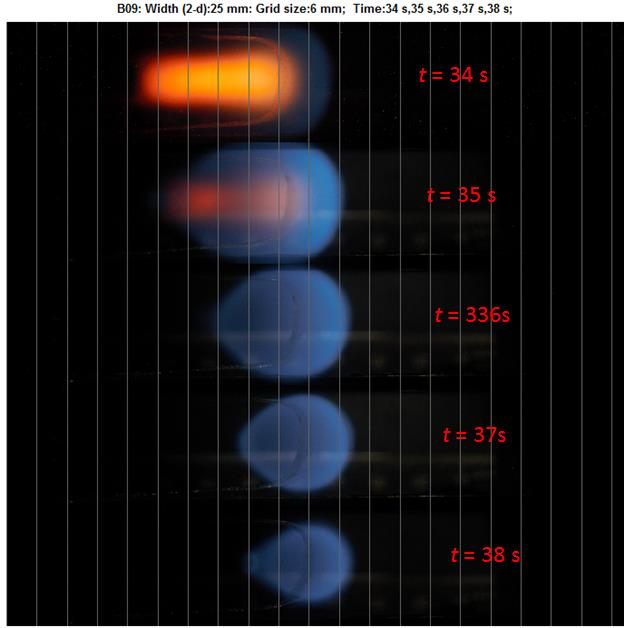 B09: Width (2-d):25 mm: Grid size:6 mm;  Time:34 s,35 s,36 s,37 s,38 s;
t = 34 s
t = 35 s
t = 336s
t = 37s
t = 38 s